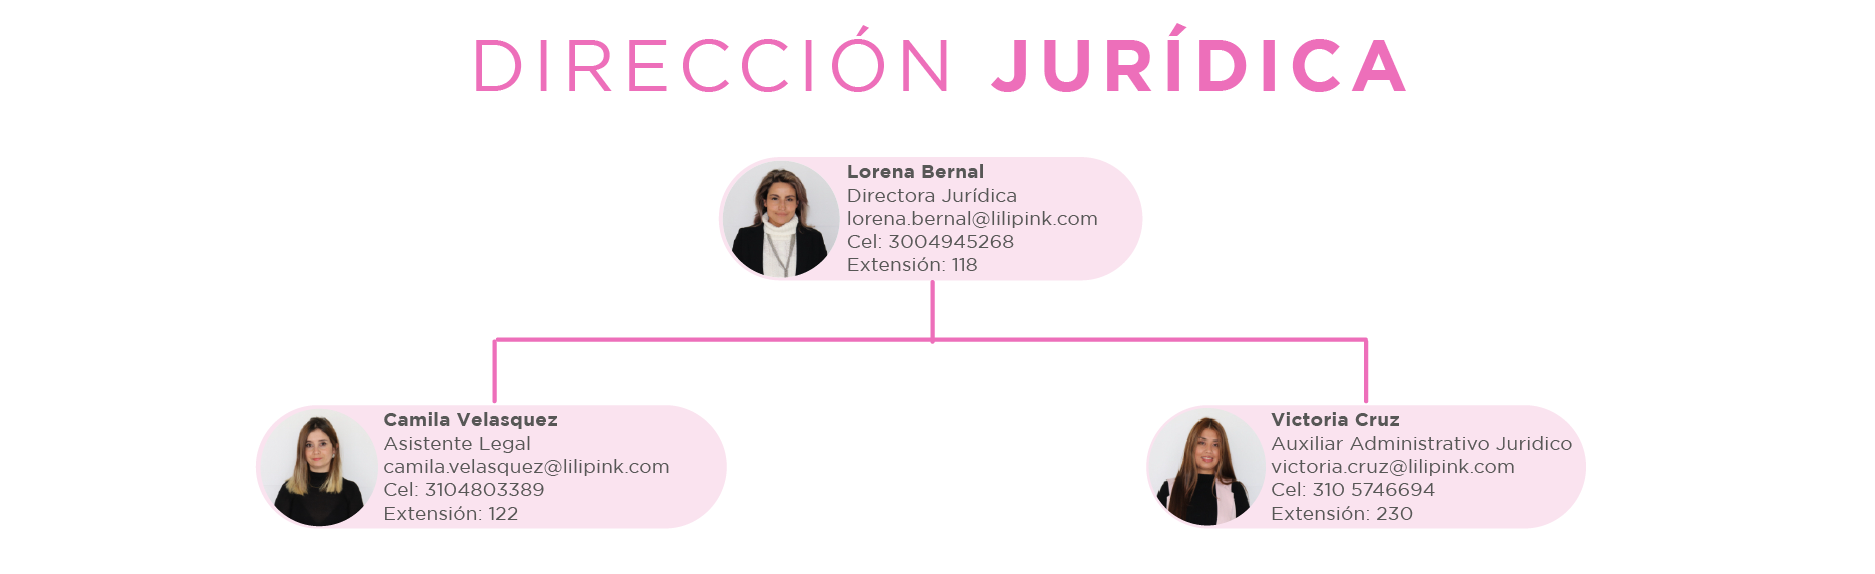 DIRECCIÓN JURÍDICA
Lorena Bernal
Directora Jurídica
lorena.bernal@lilipink.com
Cel: 3004945268
Extensión: 118
Camila Velasquez
Asistente Legal
camila.velasquez@lilipink.com
Cel: 3104803389
Extensión: 122
Victoria Cruz
Auxiliar Administrativo Juridico
victoria.cruz@lilipink.com
Cel: 310 5746694
Extensión: 230